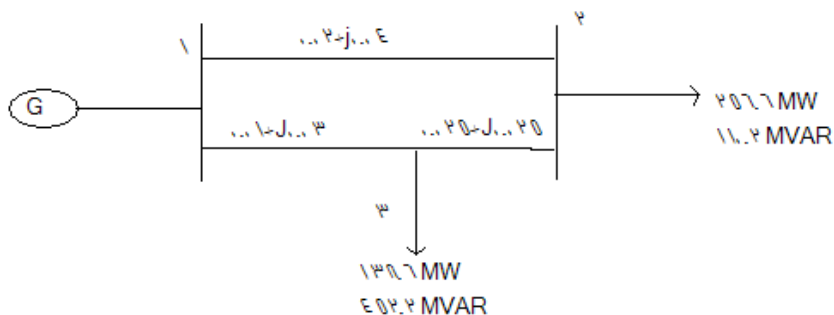 ١
٠,٠٢+j٠,٠٤
٢
G
٢٥٦,٦ MW
١١٠,٢ MVAR
٠,٠١+J٠,٠٣
٠,٠٢٥+J٠,٠٢٥
٣
١٣٨,٦ MW
٤٥٢.٢ MVAR